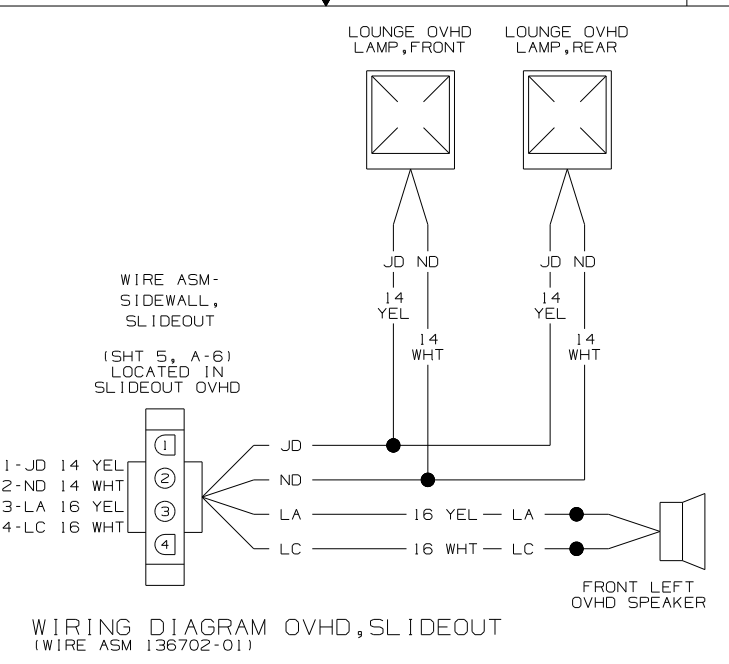 LOUNGE OVHD
LAMP,FRONT
LOUNGE OVHD
LAMP,REAR
JD ND
JD ND
14
YEL
14
YEL
14
WHT
14
WHT
WIRE ASM-
SIDEWALL,
SLIDEOUT
(SHT 5, A-6)
LOCATED IN
SLIDEOUT OVHD
1
2
3
4
1-JD 14 YEL
2-ND 14 WHT
3-LA 16 YEL
4-LC 16 WHT
JD
ND
LA 16 YEL LA
LC 16 WHT LC
FRONT LEFT
OVHD SPEAKER
WIRING DIAGRAM OVHD,SLIDEOUT
(WIRE ASM 136702-01)